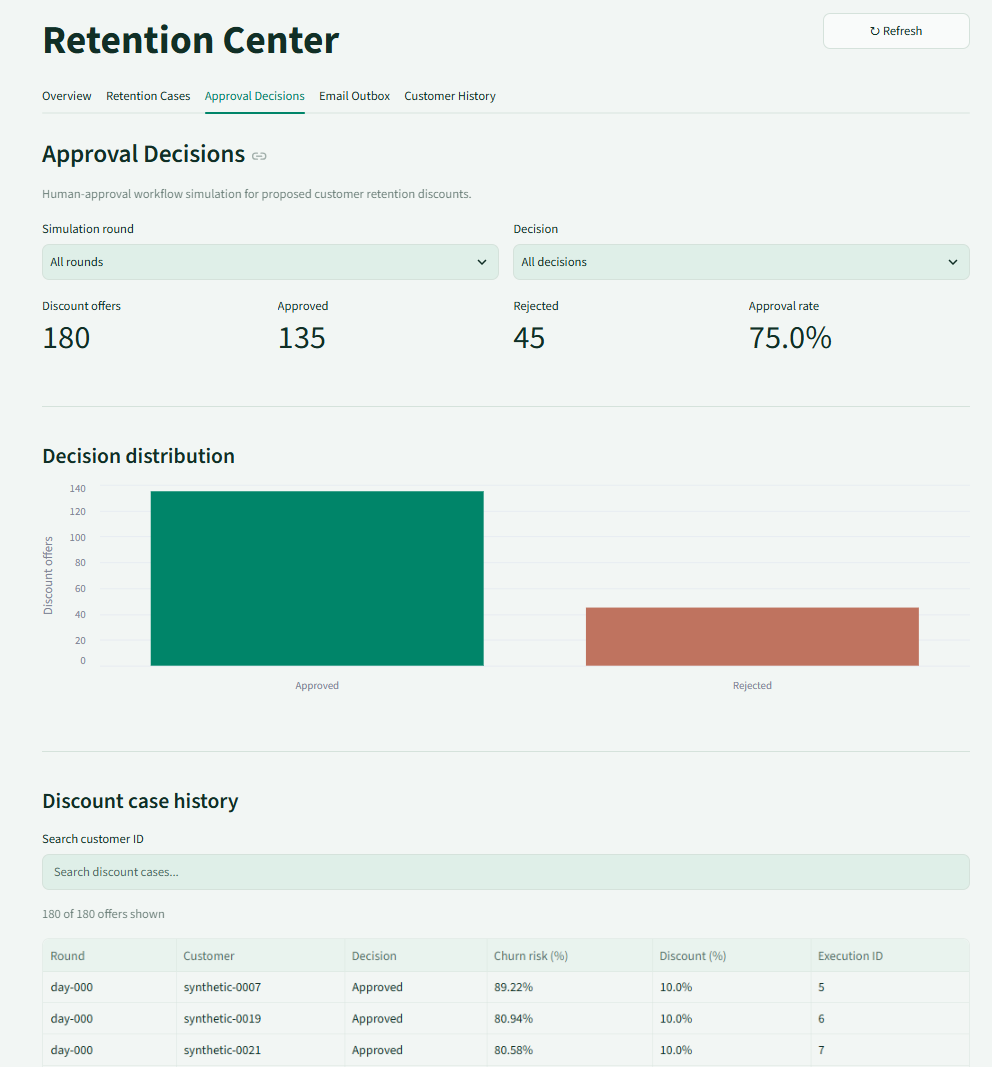 Retention Center
↻ Refresh
Overview Retention Cases Approval Decisions Email Outbox Customer History
Approval Decisions
Human-approval workflow simulation for proposed customer retention discounts.
Simulation round Decision
All rounds All decisions
Discount offers Approved Rejected Approval rate
180 135 45 75.0%
Decision distribution
Discount offers
140
120
100
80
60
40
20
0
Approved Rejected
Discount case history
Search customer ID
Search discount cases...
180 of 180 offers shown
Round Customer Decision Churn risk (%) Discount (%) Execution ID
day-000 synthetic-0007 Approved 89.22% 10.0% 5
day-000 synthetic-0019 Approved 80.94% 10.0% 6
day-000 synthetic-0021 Approved 80.58% 10.0% 7